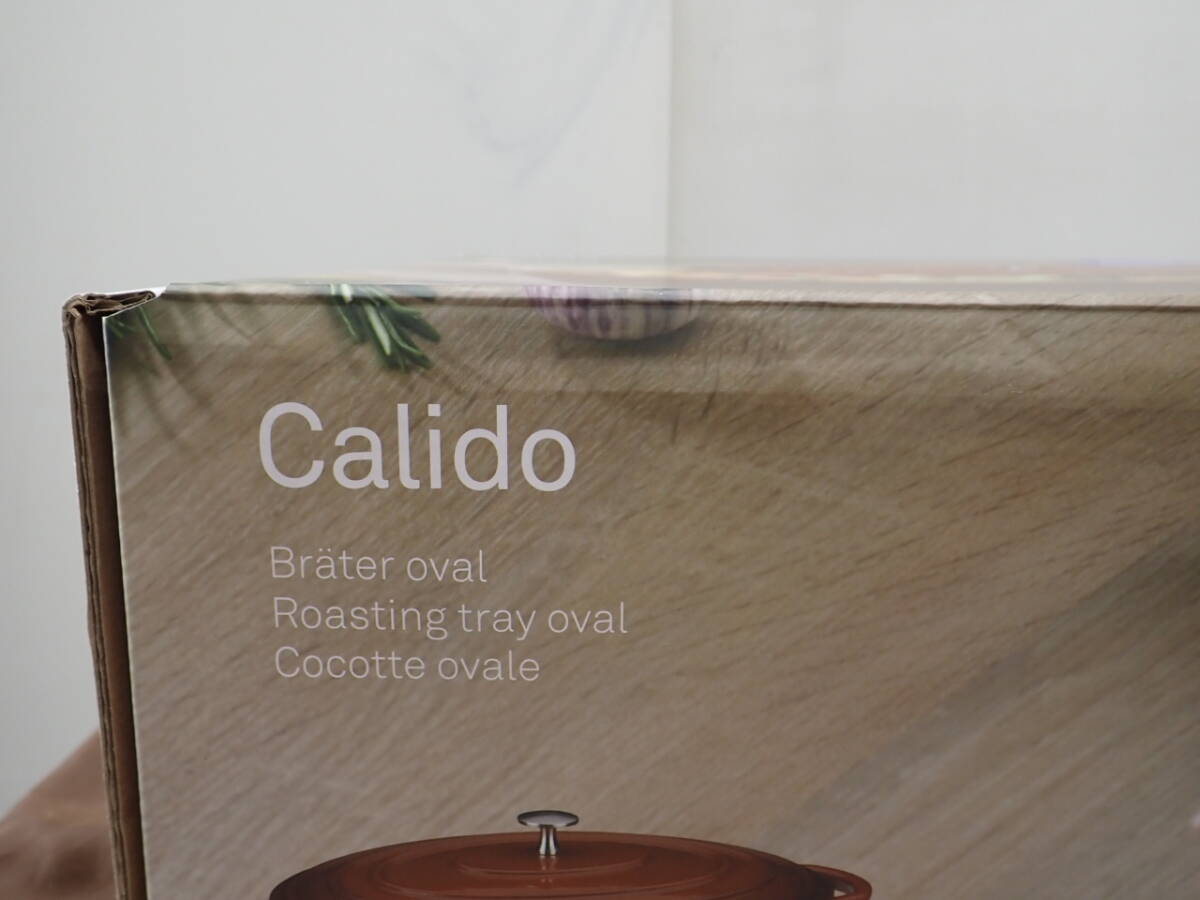 Calido
Bräter oval
Roasting tray oval
Cocotte ovale